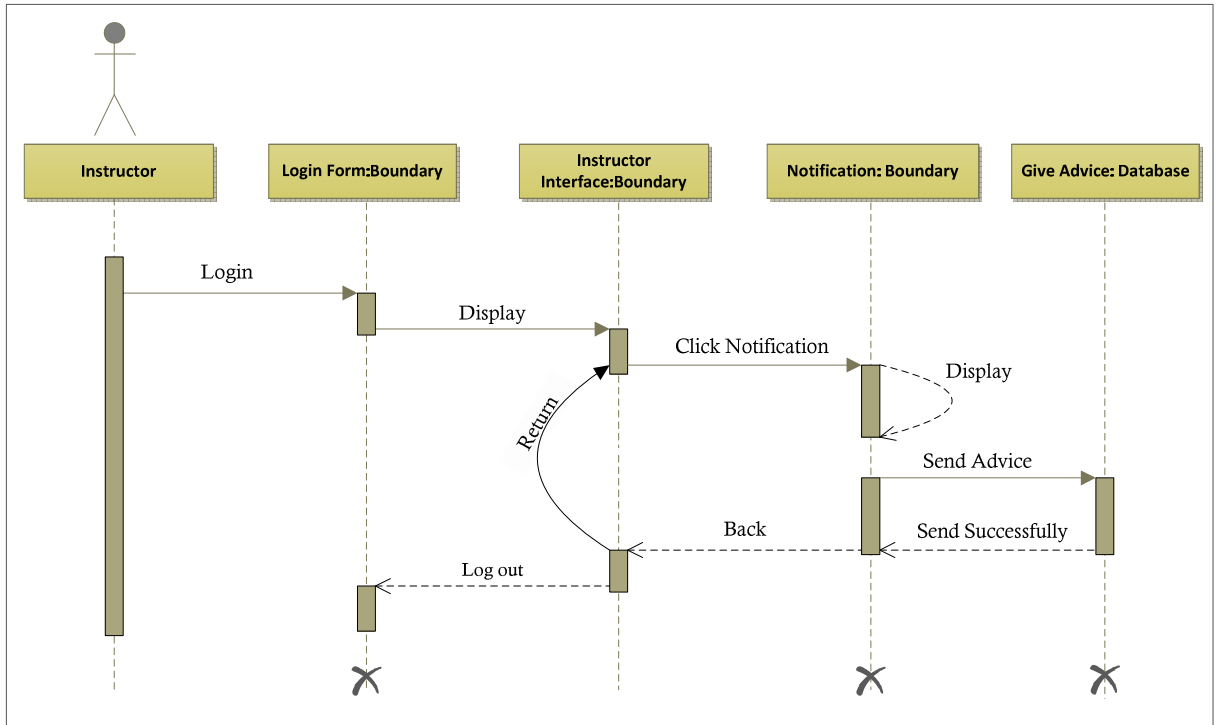 Instructor
Login Form:Boundary
Instructor
Interface:Boundary
Notification: Boundary
Give Advice: Database
Login
Display
Click Notification
Display
Return
Send Advice
Back
Send Successfully
Log out